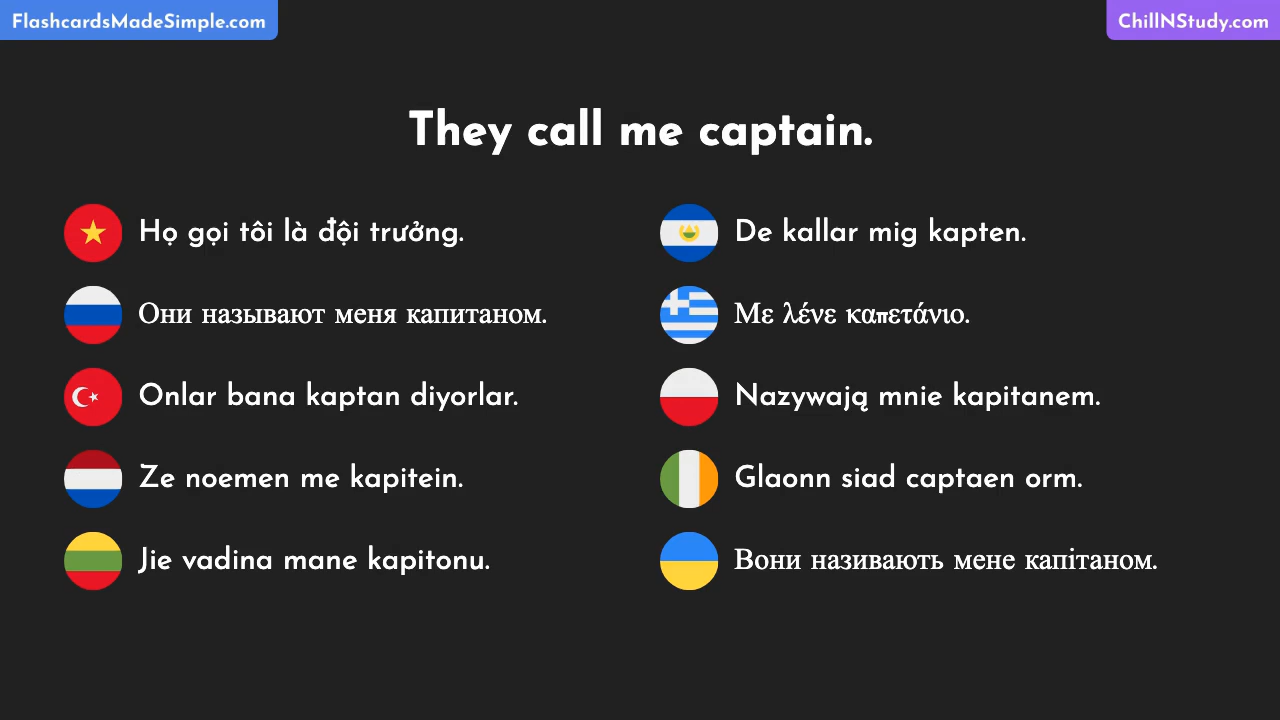 FlashcardsMadeSimple.com
ChillNStudy.com
They call me captain.
Họ gọi tôi là đội trưởng.
Они называют меня капитаном.
Onlar bana kaptan diyorlar.
Ze noemen me kapitein.
Jie vadina mane kapitonu.
De kallar mig kapten.
Με λένε καπετάνιο.
Nazywają mnie kapitanem.
Glaonn siad captaen orm.
Вони називають мене капітаном.